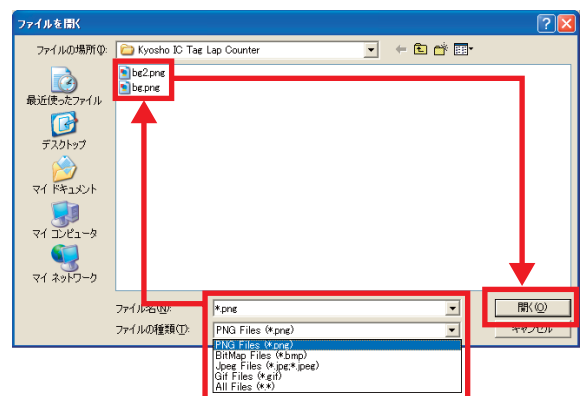 ファイルを開く
ファイルの場所(I):
Kyosho IC Tag Lap Counter
bg2.png
bg.png
最近使ったファイル
デスクトップ
マイ ドキュメント
マイ コンピュータ
マイ ネットワーク
ファイル名(N):
*.png
開く(O)
ファイルの種類(T):
PNG Files (*.png)
キャンセル
PNG Files (*.png)
BitMap Files (*.bmp)
Jpeg Files (*.jpg;*.jpeg)
Gif Files (*.gif)
All Files (*.*)